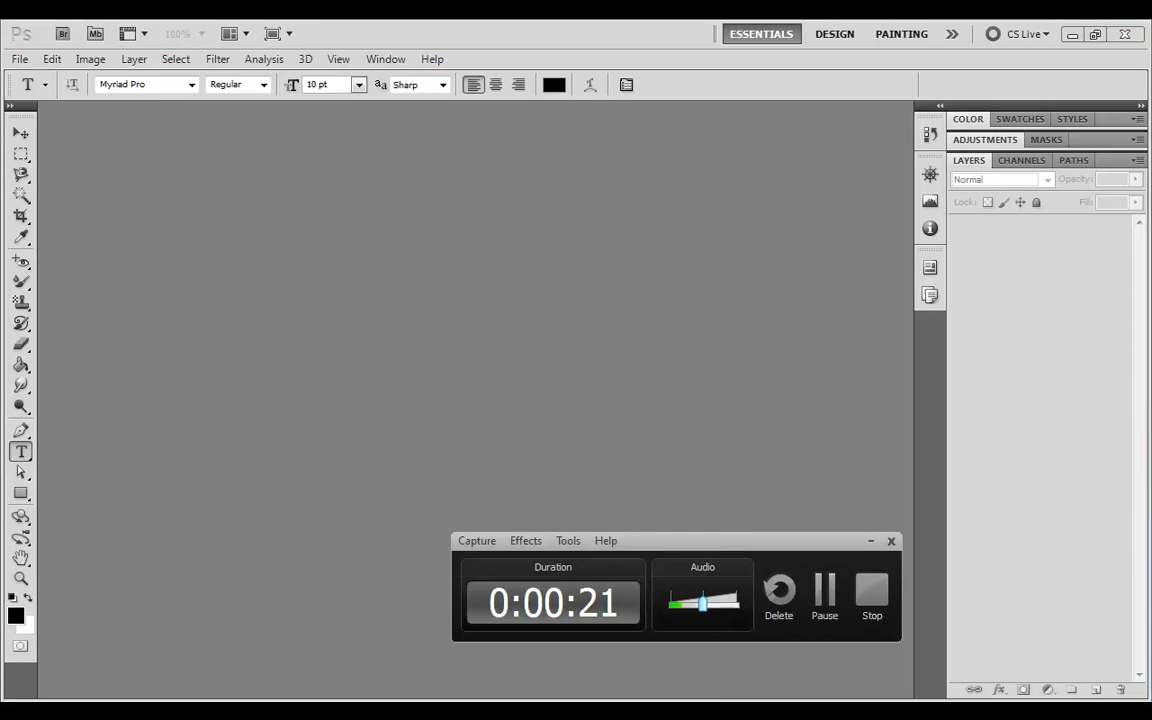 Ps Br Mb 100% ESSENTIALS DESIGN PAINTING CS Live
File Edit Image Layer Select Filter Analysis 3D View Window Help
T Myriad Pro Regular T 10 pt aa Sharp
COLOR SWATCHES STYLES
ADJUSTMENTS MASKS
LAYERS CHANNELS PATHS
Normal Opacity:
Lock: Fill:
T
Capture Effects Tools Help
Duration Audio
0:00:21
Delete Pause Stop
fx